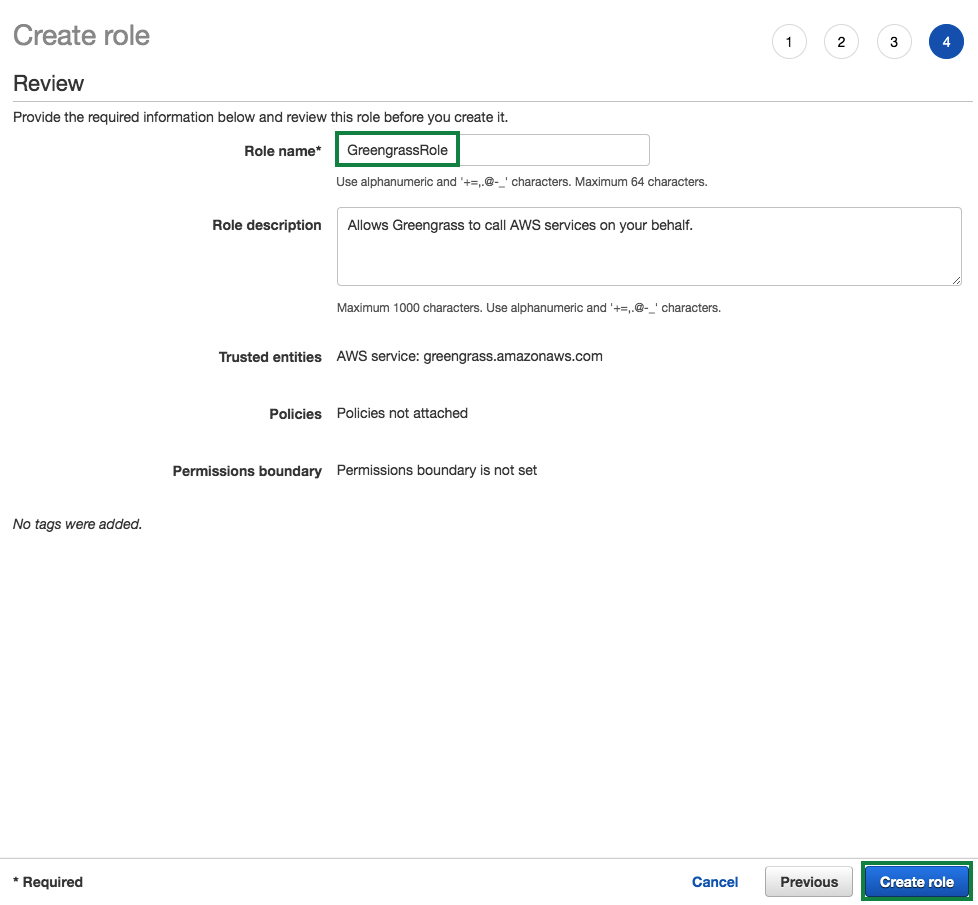 Create role
1 2 3 4
Review
Provide the required information below and review this role before you create it.
Role name* GreengrassRole
Use alphanumeric and '+=,.@-_' characters. Maximum 64 characters.
Role description Allows Greengrass to call AWS services on your behalf.
Maximum 1000 characters. Use alphanumeric and '+=,.@-_' characters.
Trusted entities AWS service: greengrass.amazonaws.com
Policies Policies not attached
Permissions boundary Permissions boundary is not set
No tags were added.
* Required Cancel Previous Create role